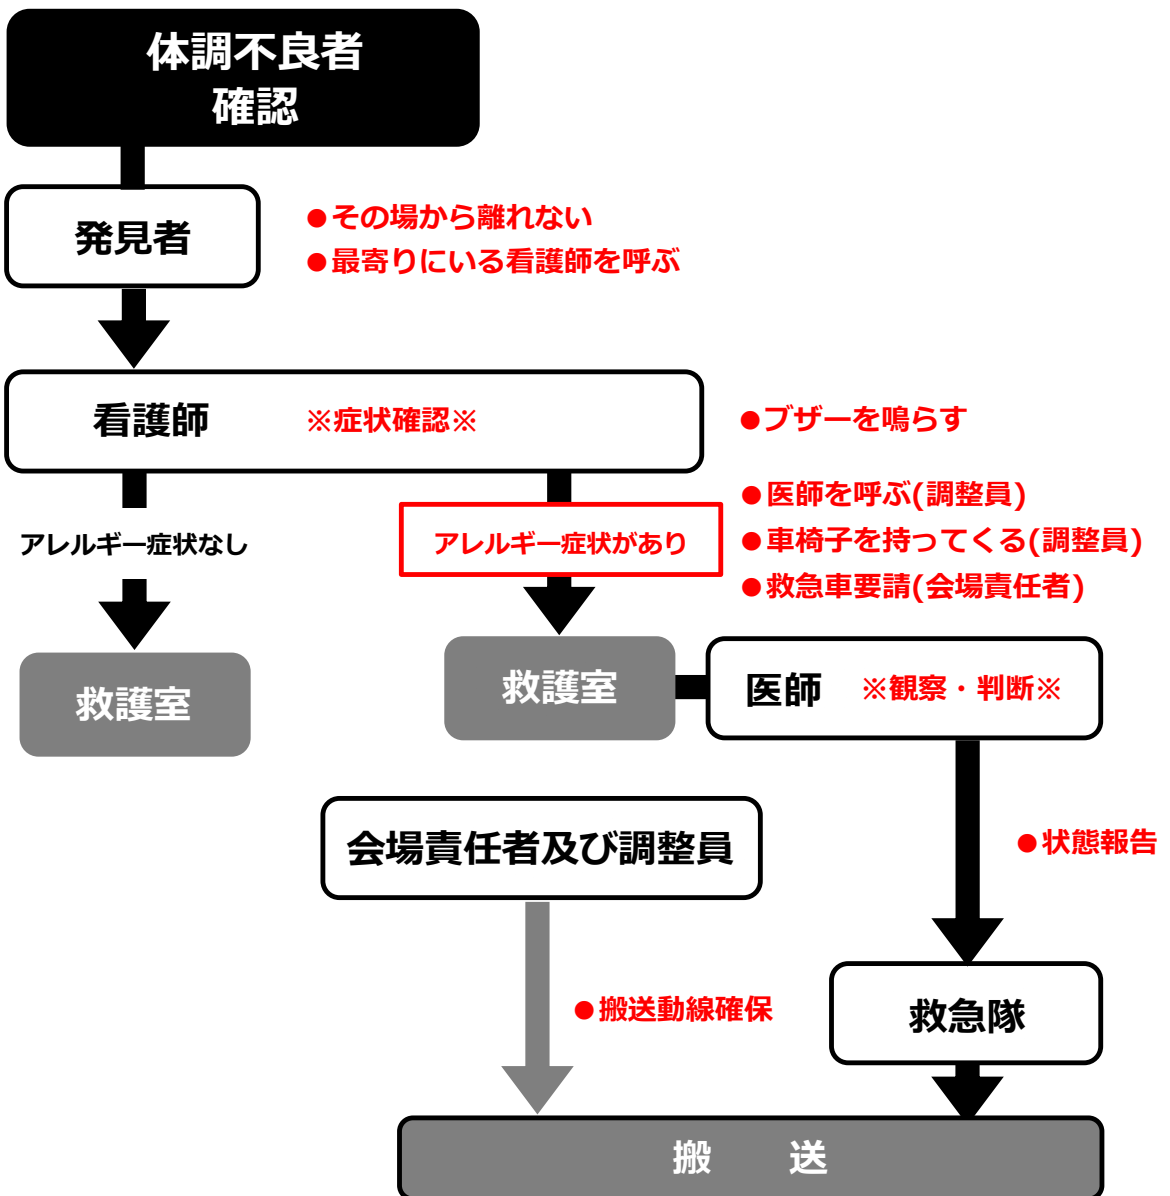 体調不良者
確認
発見者
●その場から離れない
●最寄りにいる看護師を呼ぶ
看護師 ※症状確認※
●ブザーを鳴らす
●医師を呼ぶ(調整員)
●車椅子を持ってくる(調整員)
●救急車要請(会場責任者)
アレルギー症状なし
アレルギー症状があり
救護室
救護室
医師 ※観察・判断※
会場責任者及び調整員
●状態報告
●搬送動線確保
救急隊
搬 送